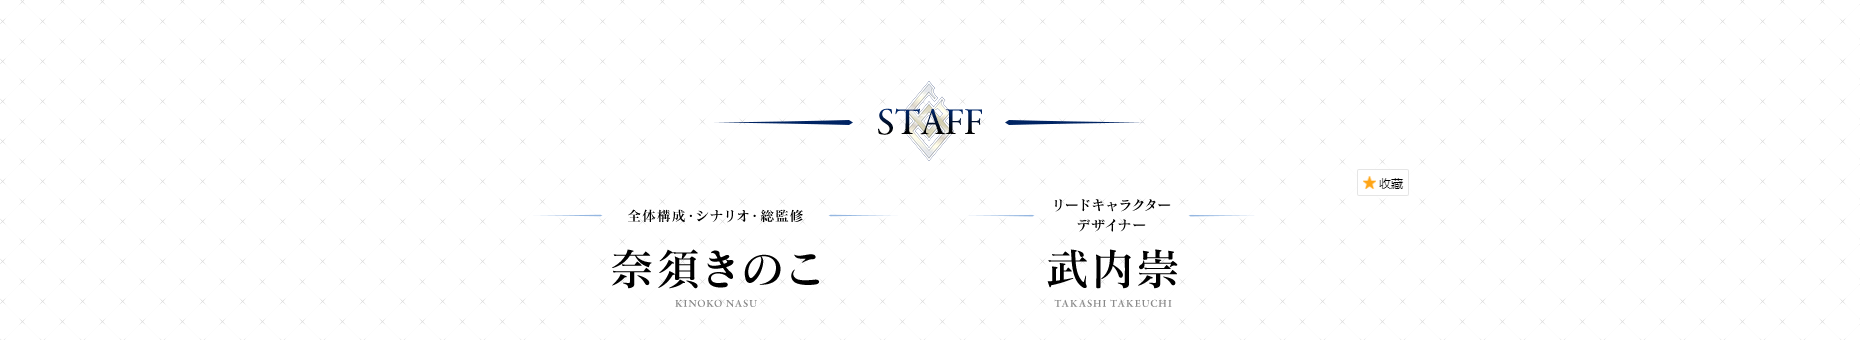 STAFF
収藏
全体構成・シナリオ・総監修
奈須きのこ
KINOKO NASU
リードキャラクター
デザイナー
武内崇
TAKASHI TAKEUCHI